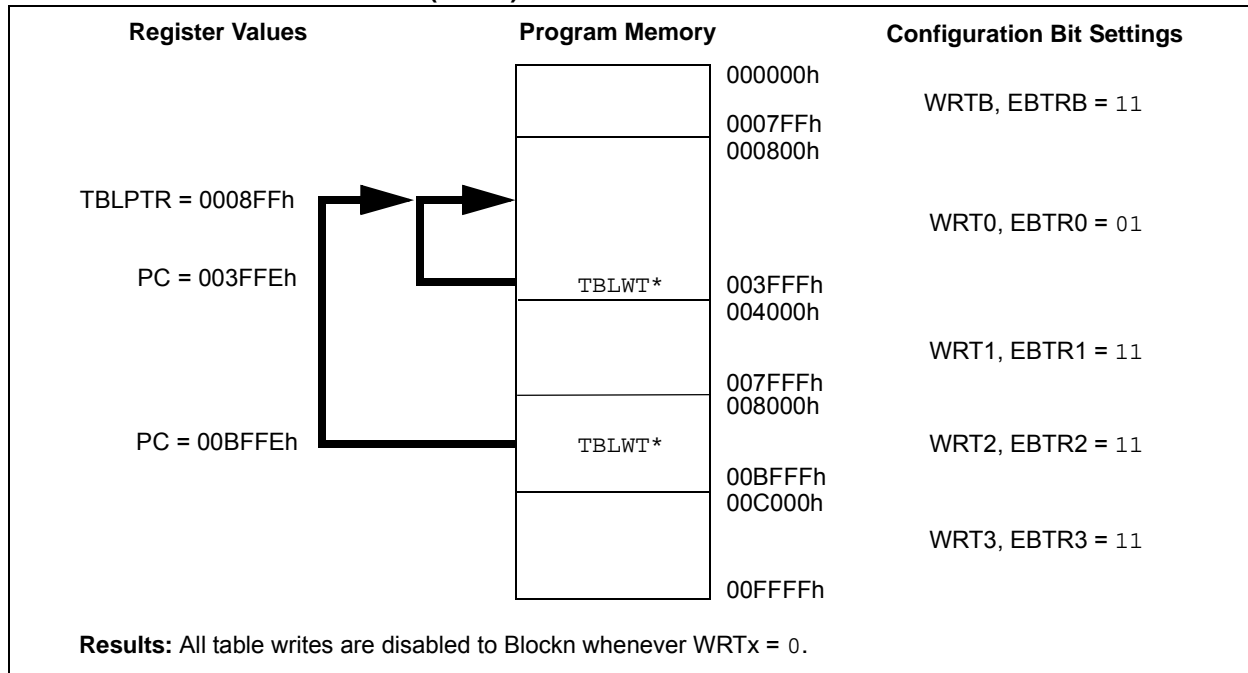 Register Values Program Memory Configuration Bit Settings
000000h
WRTB, EBTRB = 11
0007FFh
000800h
TBLPTR = 0008FFh
WRT0, EBTR0 = 01
PC = 003FFEh TBLWT* 003FFFh
004000h
WRT1, EBTR1 = 11
007FFFh
008000h
PC = 00BFFEh TBLWT* WRT2, EBTR2 = 11
00BFFFh
00C000h
WRT3, EBTR3 = 11
00FFFFh
Results: All table writes are disabled to Blockn whenever WRTx = 0.